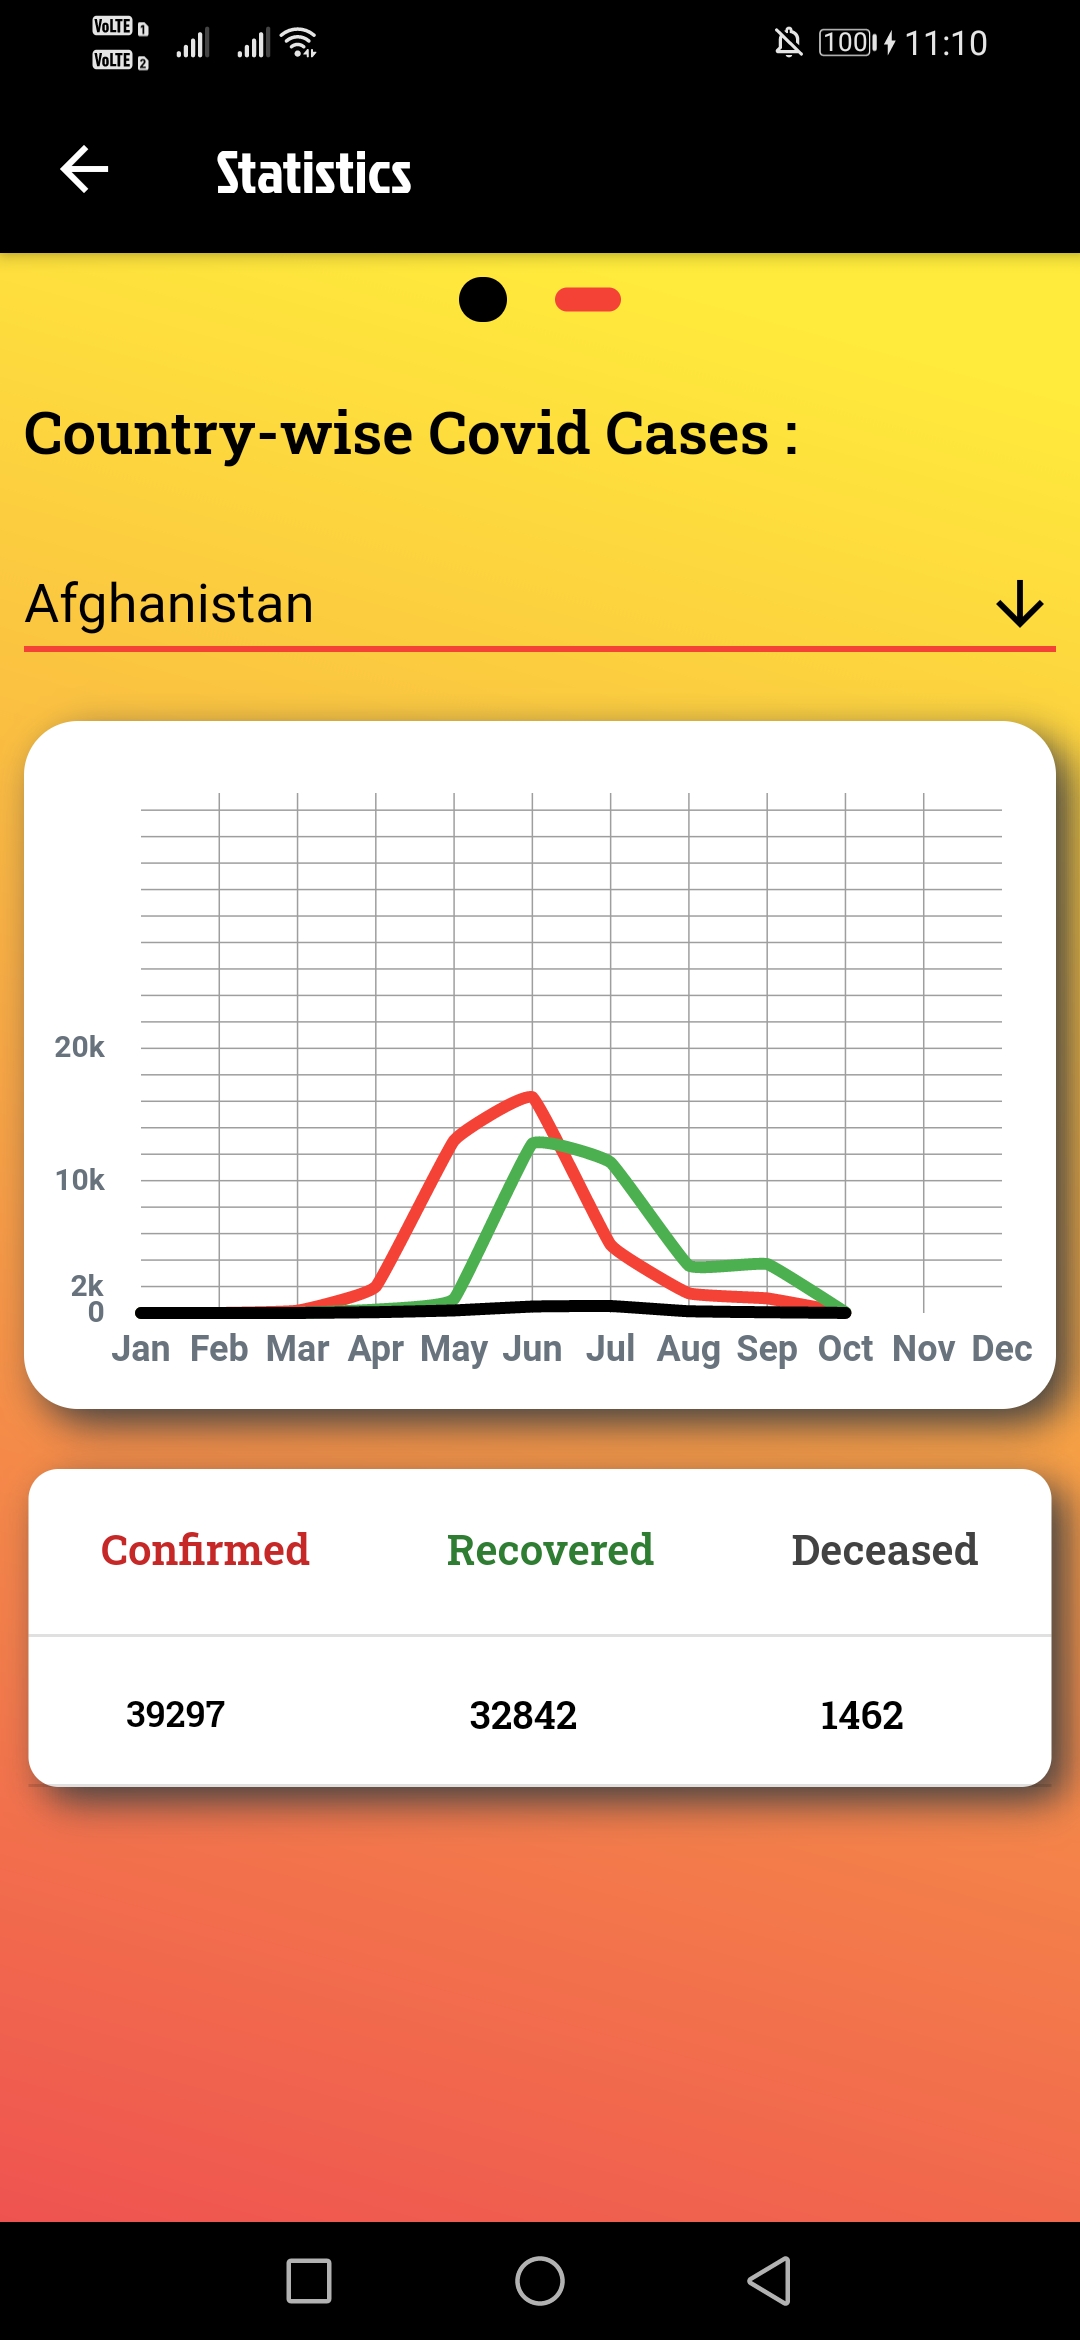 VoLTE 1
VoLTE 2
100 11:10
Statistics
Country-wise Covid Cases :
Afghanistan
20k
10k
2k
0
Jan Feb Mar Apr May Jun Jul Aug Sep Oct Nov Dec
Confirmed Recovered Deceased
39297 32842 1462